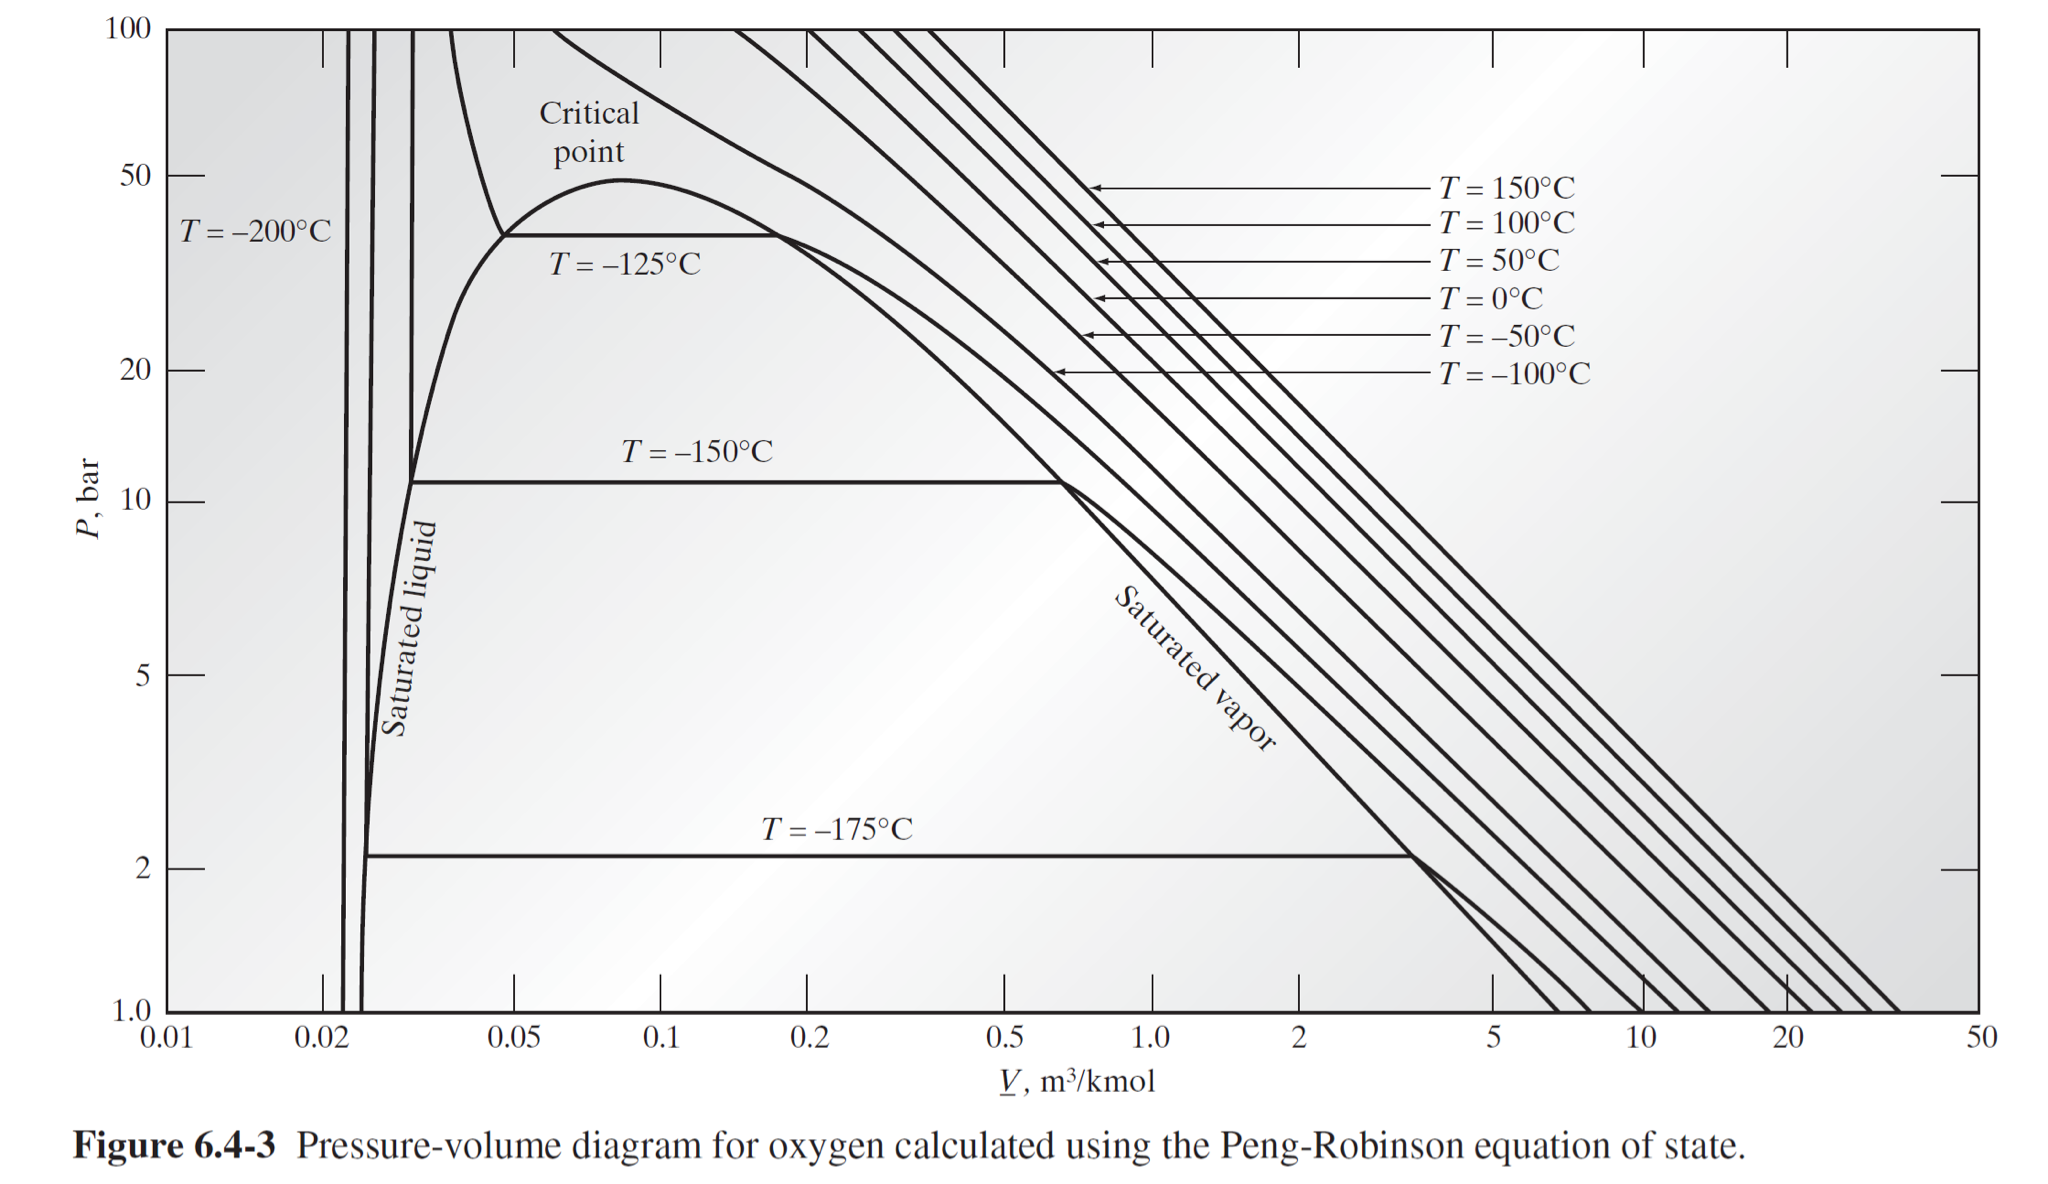 100
50
20
10
5
2
1.0
P, bar
Critical
point
T = –200°C
T = –125°C
T = –150°C
T = –175°C
Saturated liquid
Saturated vapor
T = 150°C
T = 100°C
T = 50°C
T = 0°C
T = –50°C
T = –100°C
0.01 0.02 0.05 0.1 0.2 0.5 1.0 2 5 10 20 50
V, m³/kmol
Figure 6.4-3 Pressure-volume diagram for oxygen calculated using the Peng-Robinson equation of state.